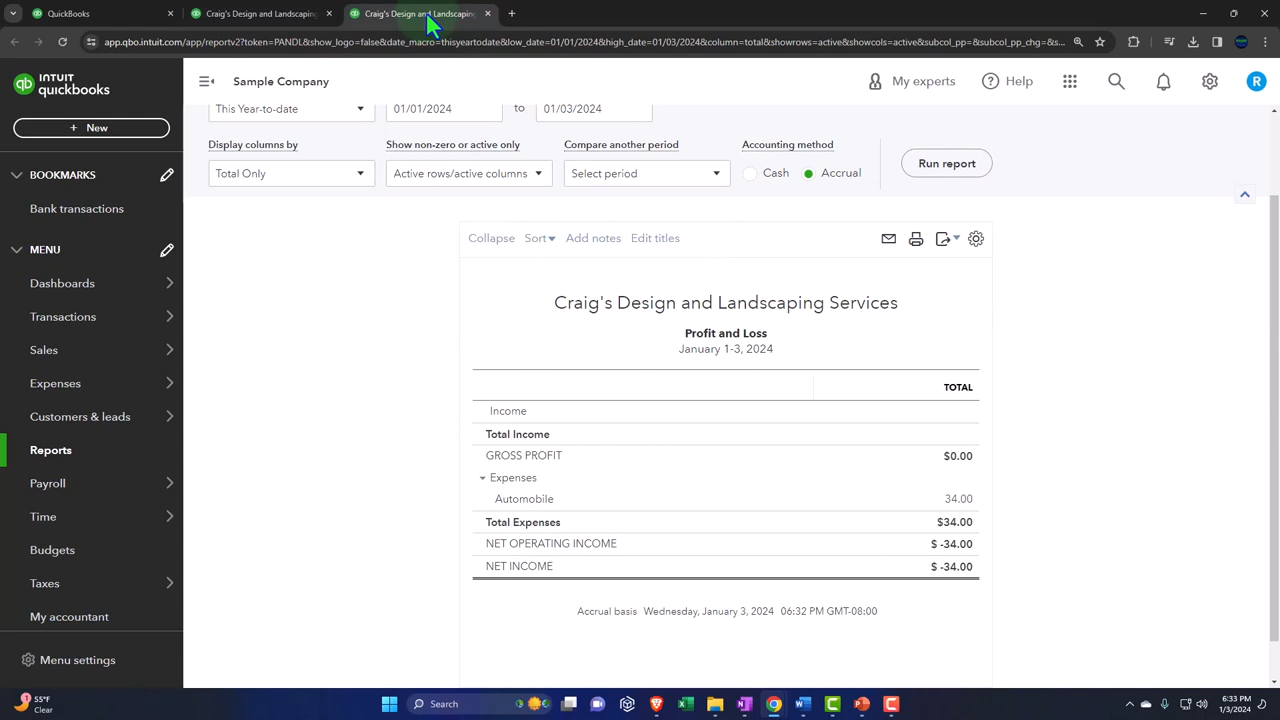 QuickBooks
Craig's Design and Landscaping
Craig's Design and Landscaping
app.qbo.intuit.com/app/report2?token=PANDL&show_logo=false&date_macro=thisyeartodate&low_date=01/01/2024&high_date=01/03/2024&column=total&showrows=active&showcols=active&subcol_pp=&subcol_pp_chg=&s...
INTUIT
quickbooks
Sample Company
My experts
Help
R
+ New
This Year-to-date
01/01/2024
to
01/03/2024
Display columns by
Show non-zero or active only
Compare another period
Accounting method
Total Only
Active rows/active columns
Select period
Cash
Accrual
Run report
BOOKMARKS
Bank transactions
MENU
Dashboards
Transactions
Sales
Expenses
Customers & leads
Reports
Payroll
Time
Budgets
Taxes
My accountant
Menu settings
Collapse
Sort
Add notes
Edit titles
Craig's Design and Landscaping Services
Profit and Loss
January 1-3, 2024
TOTAL
Income
Total Income
GROSS PROFIT $0.00
Expenses
Automobile 34.00
Total Expenses $34.00
NET OPERATING INCOME $ -34.00
NET INCOME $ -34.00
Accrual basis Wednesday, January 3, 2024 06:32 PM GMT-08:00
1
55°F
Clear
Search
6:33 PM
1/3/2024